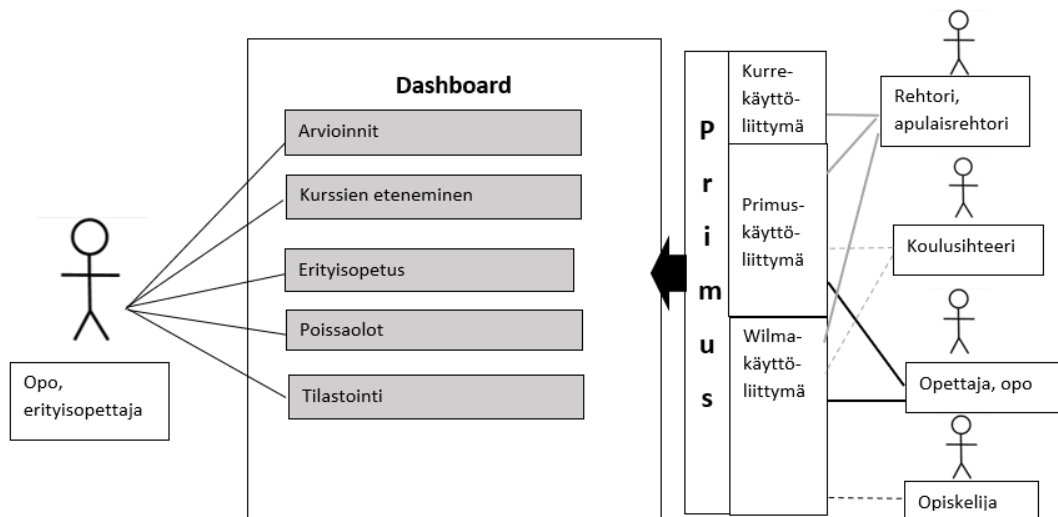 Dashboard
Arvioinnit
Kurssien eteneminen
Erityisopetus
Poissaolot
Tilastointi
Opo,
erityisopettaja
Primus
Kurre-
käyttö-
liittymä
Primus-
käyttö-
liittymä
Wilma-
käyttö-
liittymä
Rehtori,
apulaisrehtori
Koulusihteeri
Opettaja, opo
Opiskelija